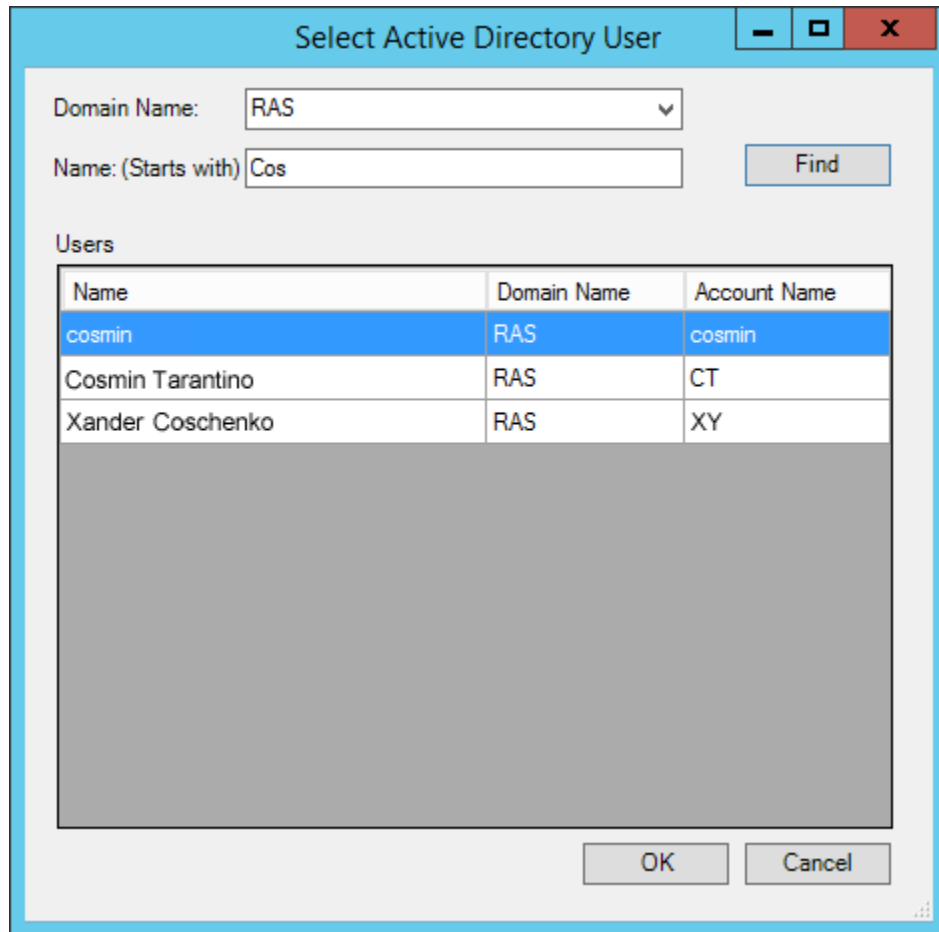 Select Active Directory User
Domain Name: RAS
Name: (Starts with) Cos Find
Users
Name Domain Name Account Name
cosmin RAS cosmin
Cosmin Tarantino RAS CT
Xander Coschenko RAS XY
OK Cancel